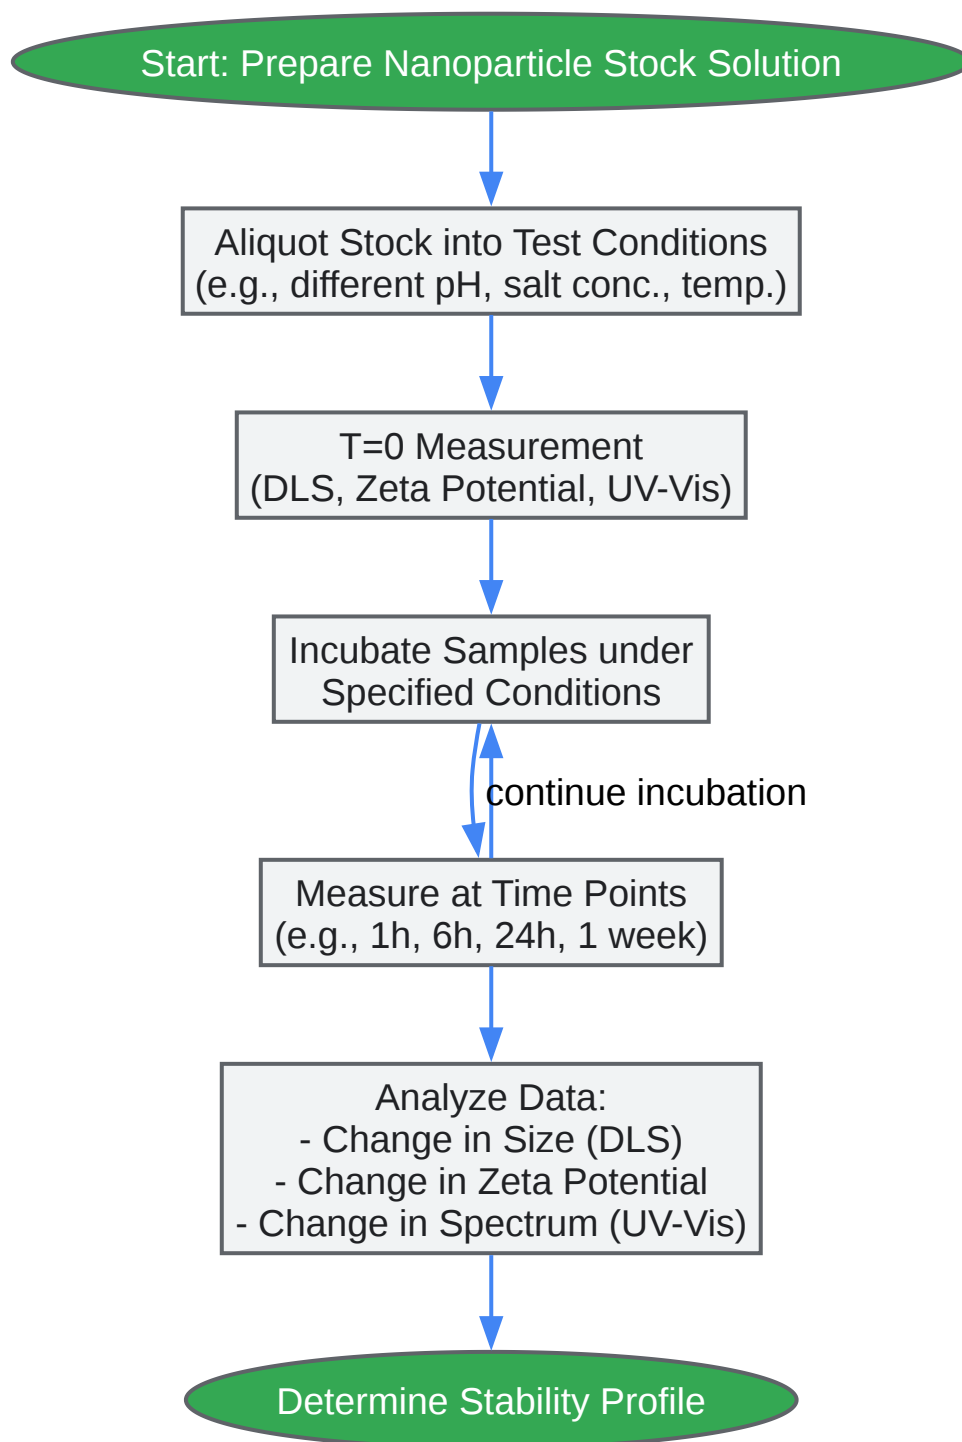 Start: Prepare Nanoparticle Stock Solution
Aliquot Stock into Test Conditions
(e.g., different pH, salt conc., temp.)
T=0 Measurement
(DLS, Zeta Potential, UV-Vis)
Incubate Samples under
Specified Conditions
continue incubation
Measure at Time Points
(e.g., 1h, 6h, 24h, 1 week)
Analyze Data:
- Change in Size (DLS)
- Change in Zeta Potential
- Change in Spectrum (UV-Vis)
Determine Stability Profile